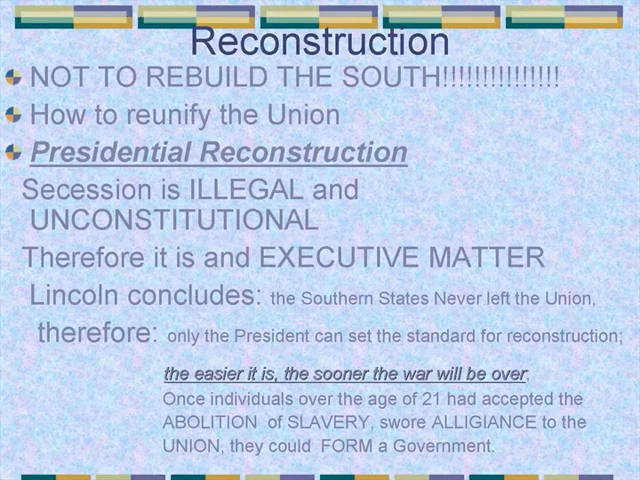 Reconstruction
NOT TO REBUILD THE SOUTH!!!!!!!!!!!!!!!
How to reunify the Union
Presidential Reconstruction
Secession is ILLEGAL and
UNCONSTITUTIONAL
Therefore it is and EXECUTIVE MATTER
Lincoln concludes: the Southern States Never left the Union,
therefore: only the President can set the standard for reconstruction;
the easier it is, the sooner the war will be over;
Once individuals over the age of 21 had accepted the
ABOLITION of SLAVERY, swore ALLIGIANCE to the
UNION, they could FORM a Government.